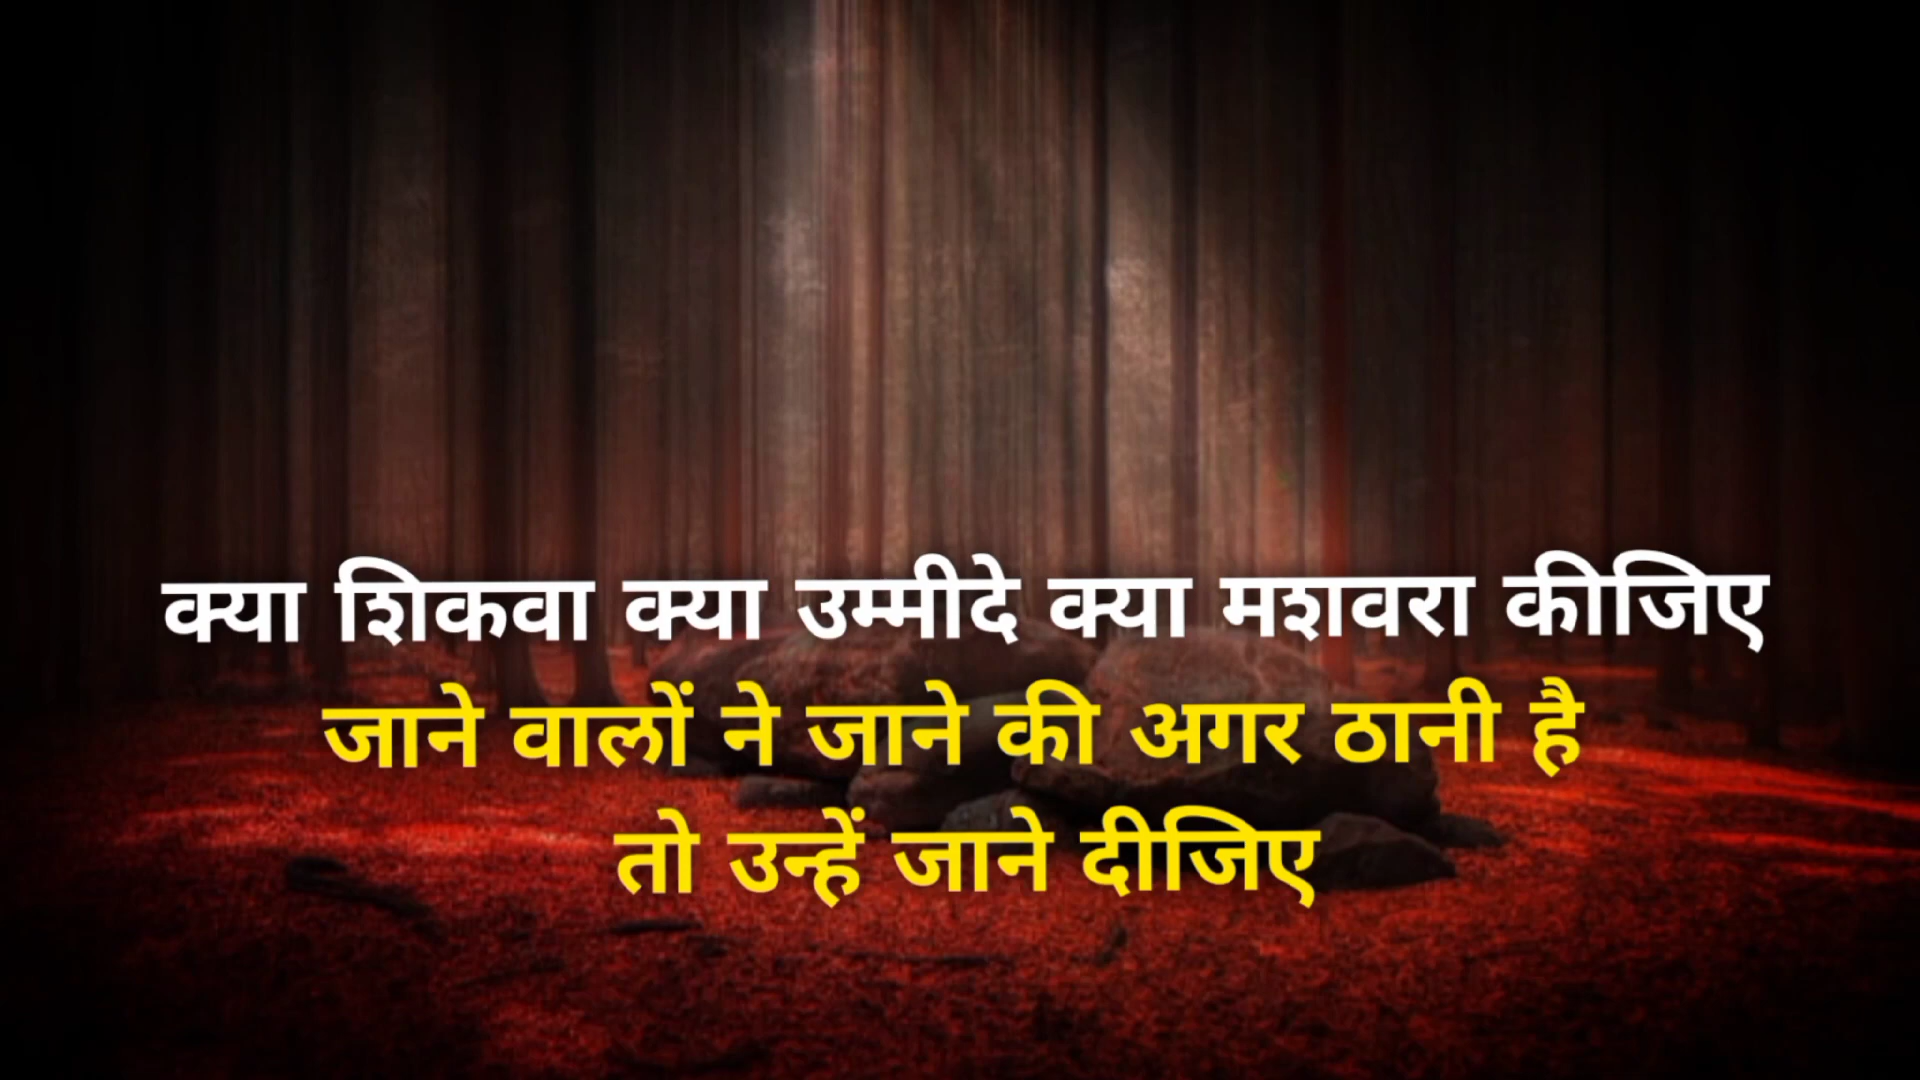 क्या शिकवा क्या उम्मीदे क्या मशवरा कीजिए
जाने वालों ने जाने की अगर ठानी है
तो उन्हें जाने दीजिए